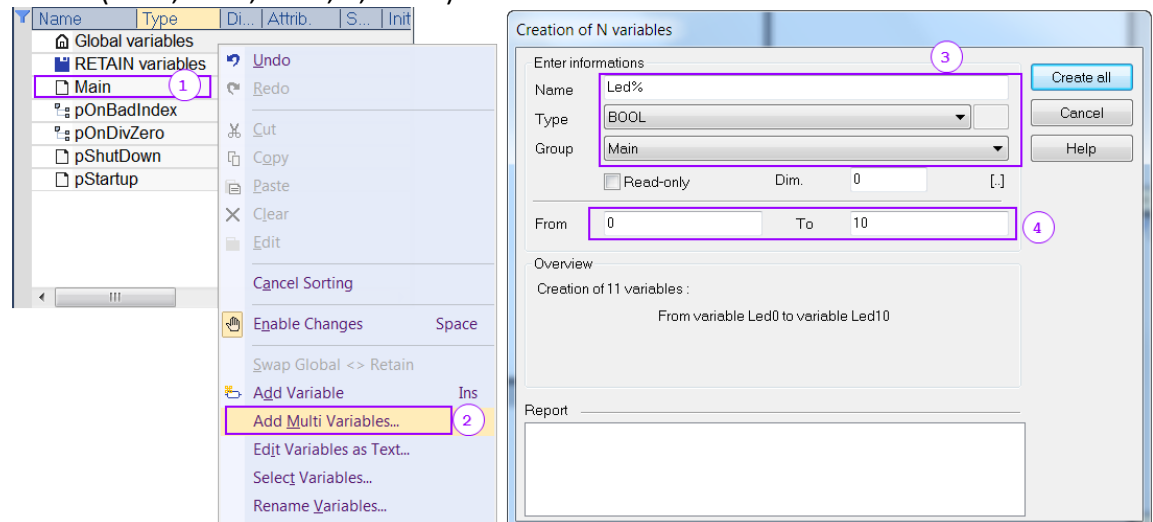 Name Type Di... Attrib. S... Init
Global variables
RETAIN variables
Main 1
pOnBadIndex
pOnDivZero
pShutDown
pStartup
Undo
Redo
Cut
Copy
Paste
Clear
Edit
Cancel Sorting
Enable Changes Space
Swap Global <> Retain
Add Variable Ins
Add Multi Variables... 2
Edit Variables as Text...
Select Variables...
Rename Variables...
Creation of N variables
Enter informations 3
Name Led%
Type BOOL
Group Main
Read-only Dim. 0 [..]
From 0 To 10 4
Overview
Creation of 11 variables :
From variable Led0 to variable Led10
Report
Create all
Cancel
Help